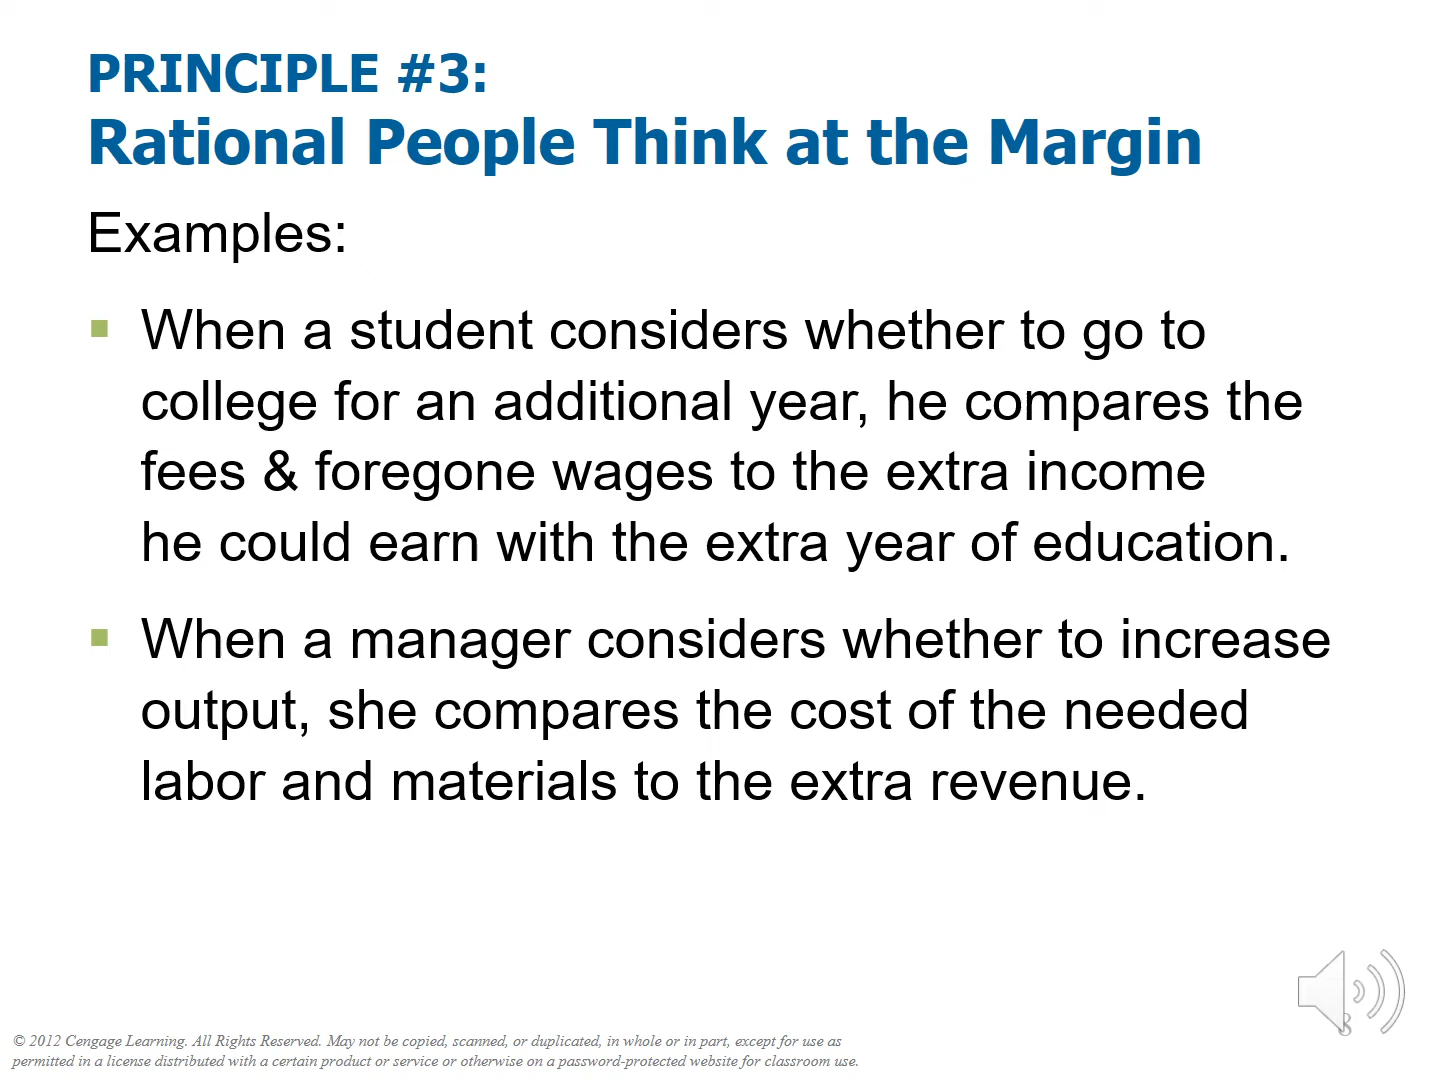 PRINCIPLE #3:
Rational People Think at the Margin
Examples:
When a student considers whether to go to
college for an additional year, he compares the
fees & foregone wages to the extra income
he could earn with the extra year of education.
When a manager considers whether to increase
output, she compares the cost of the needed
labor and materials to the extra revenue.
© 2012 Cengage Learning. All Rights Reserved. May not be copied, scanned, or duplicated, in whole or in part, except for use as
permitted in a license distributed with a certain product or service or otherwise on a password-protected website for classroom use.